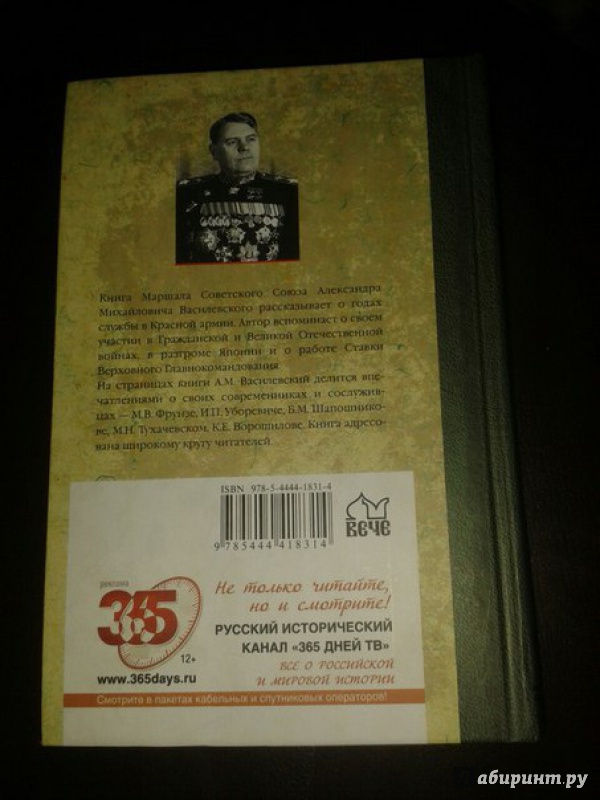 Книга Маршала Советского Союза Александра
Михайловича Василевского рассказывает о годах
службы в Красной армии. Автор вспоминает о своем
участии в Гражданской и Великой Отечественной
войнах, в разгроме Японии и о работе Ставки
Верховного Главнокомандования.
На страницах книги А.М. Василевский делится впе-
чатлениями о своих современниках и сослужив-
цах — М.В. Фрунзе, И.П. Уборевиче, Б.М. Шапошнико-
ве, М.Н. Тухачевском, К.Е. Ворошилове. Книга адресо-
вана широкому кругу читателей.
ISBN 978-5-4444-1831-4
9 785444 418314
ВЕЧЕ
реклама
365
12+
www.365days.ru
Не только читайте,
но и смотрите!
РУССКИЙ ИСТОРИЧЕСКИЙ
КАНАЛ «365 ДНЕЙ ТВ»
ВСЕ О РОССИЙСКОЙ
И МИРОВОЙ ИСТОРИИ
Смотрите в пакетах кабельных и спутниковых операторов!
абиринт.ру